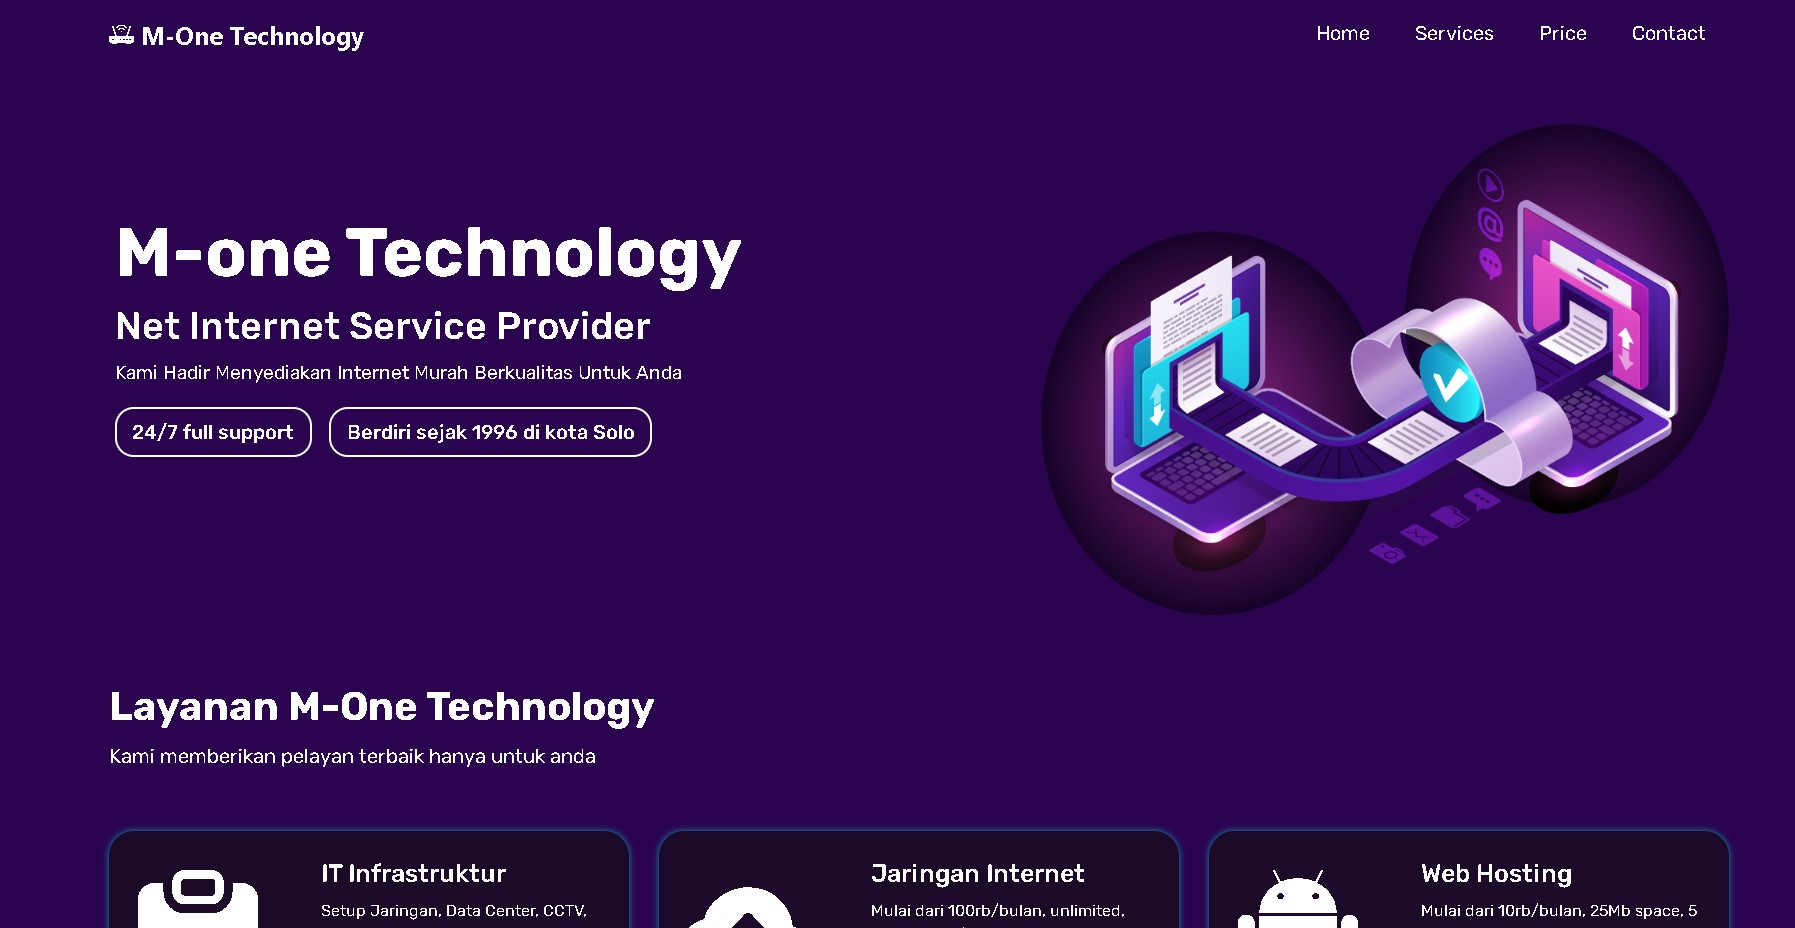 M-One Technology
Home Services Price Contact
M-one Technology
Net Internet Service Provider
Kami Hadir Menyediakan Internet Murah Berkualitas Untuk Anda
24/7 full support
Berdiri sejak 1996 di kota Solo
Layanan M-One Technology
Kami memberikan pelayan terbaik hanya untuk anda
IT Infrastruktur
Setup Jaringan, Data Center, CCTV,
Jaringan Internet
Mulai dari 100rb/bulan, unlimited,
Web Hosting
Mulai dari 10rb/bulan, 25Mb space, 5